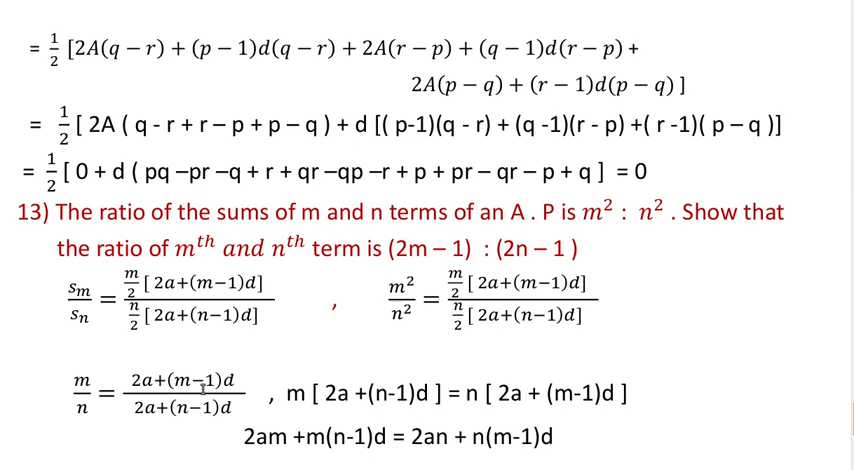 = 1/2 [2A(q − r) + (p − 1)d(q − r) + 2A(r − p) + (q − 1)d(r − p) +
2A(p − q) + (r − 1)d(p − q) ]
= 1/2 [ 2A ( q - r + r – p + p – q ) + d [( p-1)(q - r) + (q -1)(r - p) +( r -1)( p – q )]
= 1/2 [ 0 + d ( pq –pr –q + r + qr –qp –r + p + pr – qr – p + q ] = 0
13) The ratio of the sums of m and n terms of an A . P is m² : n² . Show that
the ratio of mᵗʰ and nᵗʰ term is (2m – 1) : (2n – 1 )
Sm/Sn = m/2 [ 2a+(m−1)d] / n/2 [ 2a+(n−1)d] , m²/n² = m/2 [ 2a+(m−1)d] / n/2 [ 2a+(n−1)d]
m/n = 2a+(m−1)d / 2a+(n−1)d , m [ 2a +(n-1)d ] = n [ 2a + (m-1)d ]
2am +m(n-1)d = 2an + n(m-1)d